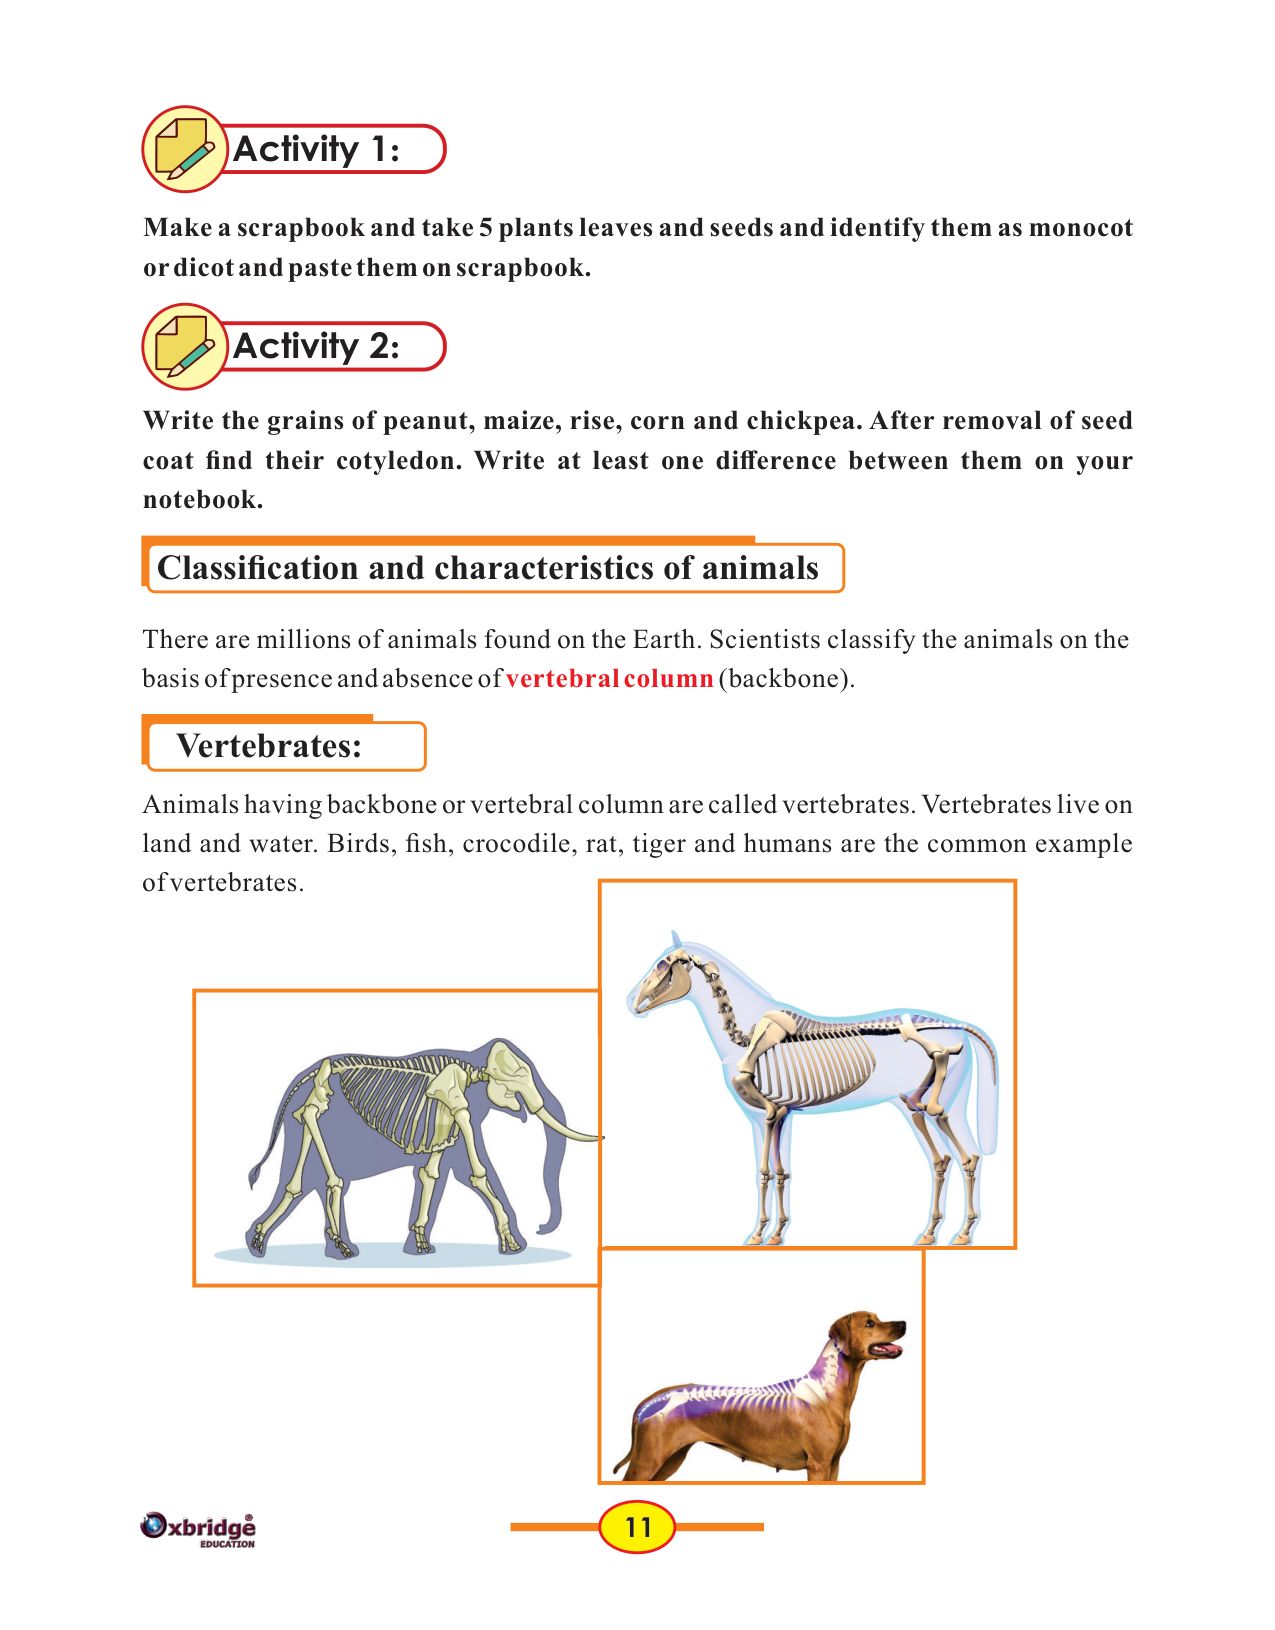 Activity 1:
Make a scrapbook and take 5 plants leaves and seeds and identify them as monocot
or dicot and paste them on scrapbook.
Activity 2:
Write the grains of peanut, maize, rise, corn and chickpea. After removal of seed
coat find their cotyledon. Write at least one difference between them on your
notebook.
Classification and characteristics of animals
There are millions of animals found on the Earth. Scientists classify the animals on the
basis of presence and absence of vertebral column (backbone).
Vertebrates:
Animals having backbone or vertebral column are called vertebrates. Vertebrates live on
land and water. Birds, fish, crocodile, rat, tiger and humans are the common example
of vertebrates.
Oxbridge®
EDUCATION
11